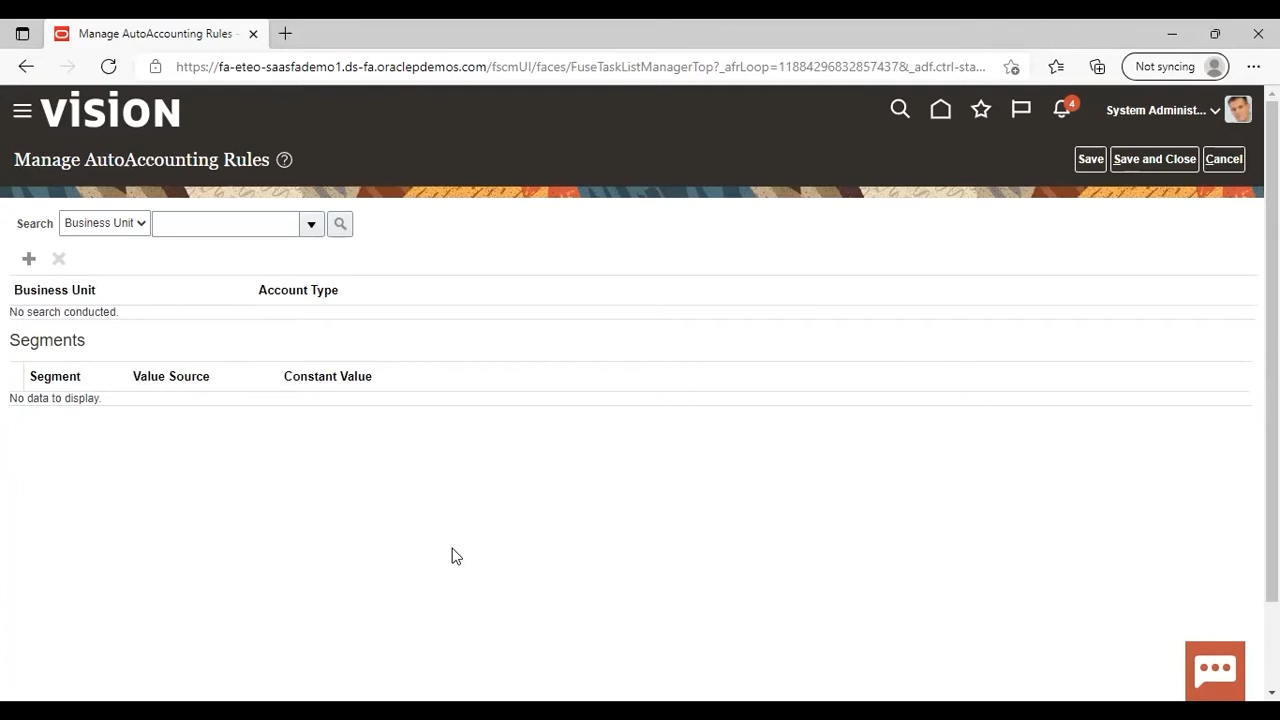 Manage AutoAccounting Rules -
https://fa-eteo-saasfademo1.ds-fa.oraclepdemos.com/fscmUI/faces/FuseTaskListManagerTop?_afrLoop=11884296832857437&_adf.ctrl-sta...
Not syncing
VISION
4
System Administ...
Manage AutoAccounting Rules
Save Save and Close Cancel
Search Business Unit
Business Unit Account Type
No search conducted.
Segments
Segment Value Source Constant Value
No data to display.